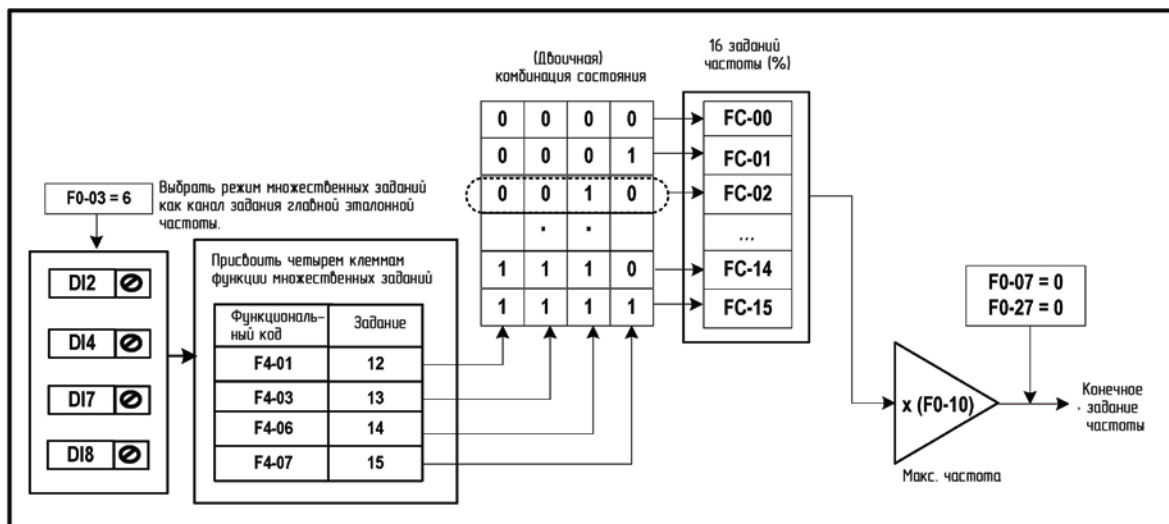 (Двоичная)
комбинация состояния
16 заданий
частоты (%)
0 0 0 0
0 0 0 1
0 0 1 0
. .
1 1 1 0
1 1 1 1
FC-00
FC-01
FC-02
...
FC-14
FC-15
F0-03 = 6
Выбрать режим множественных заданий
как канал задания главной эталонной
частоты.
DI2
DI4
DI7
DI8
Присвоить четырем клеммам
функции множественных заданий
Функциональ-
ный код
Задание
F4-01 12
F4-03 13
F4-06 14
F4-07 15
F0-07 = 0
F0-27 = 0
x (F0-10)
Макс. частота
Конечное
задание
частоты